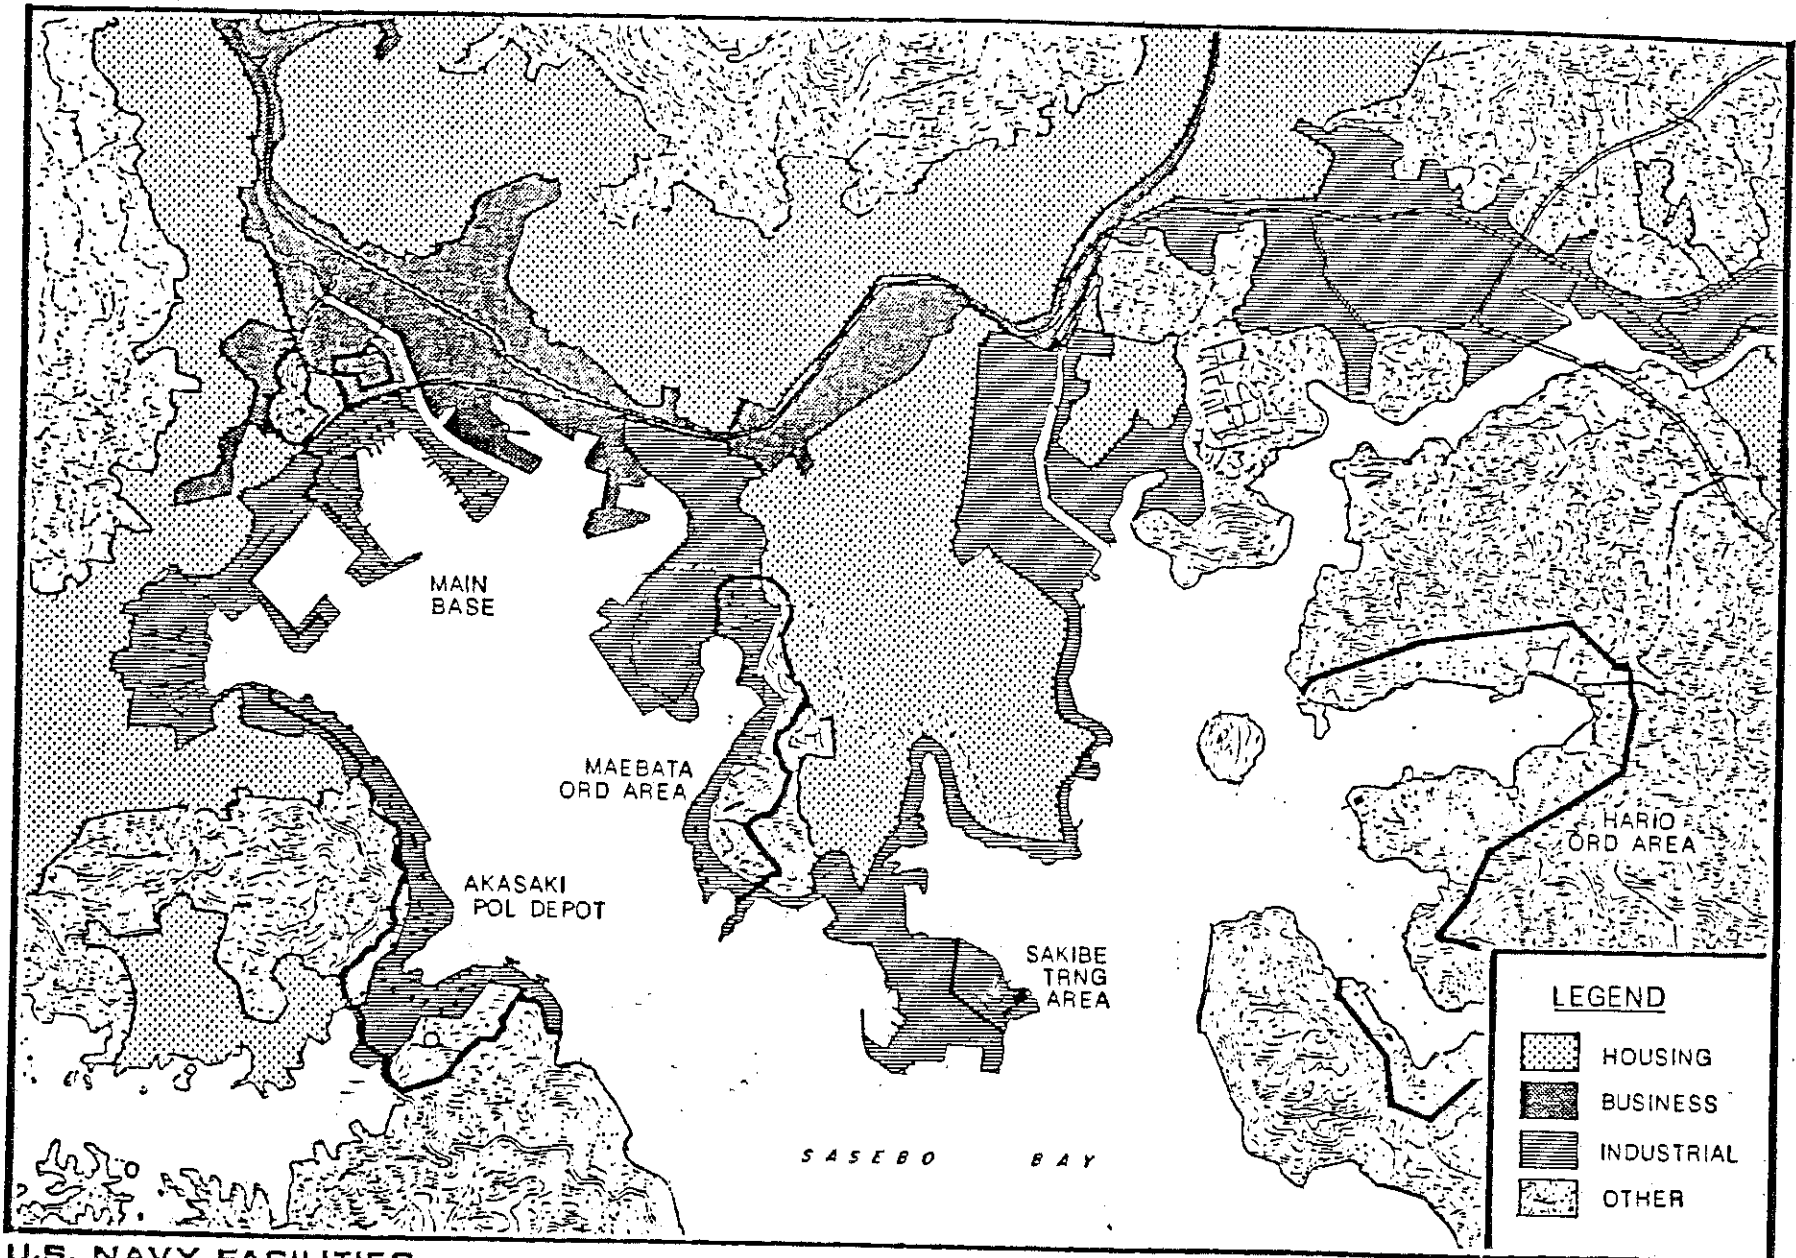 MAIN
BASE
MAEBATA
ORD AREA
AKASAKI
POL DEPOT
SAKIBE
TRNG
AREA
HARIO
ORD AREA
SASEBO BAY
LEGEND
HOUSING
BUSINESS
INDUSTRIAL
OTHER
U.S. NAVY FACILITIES